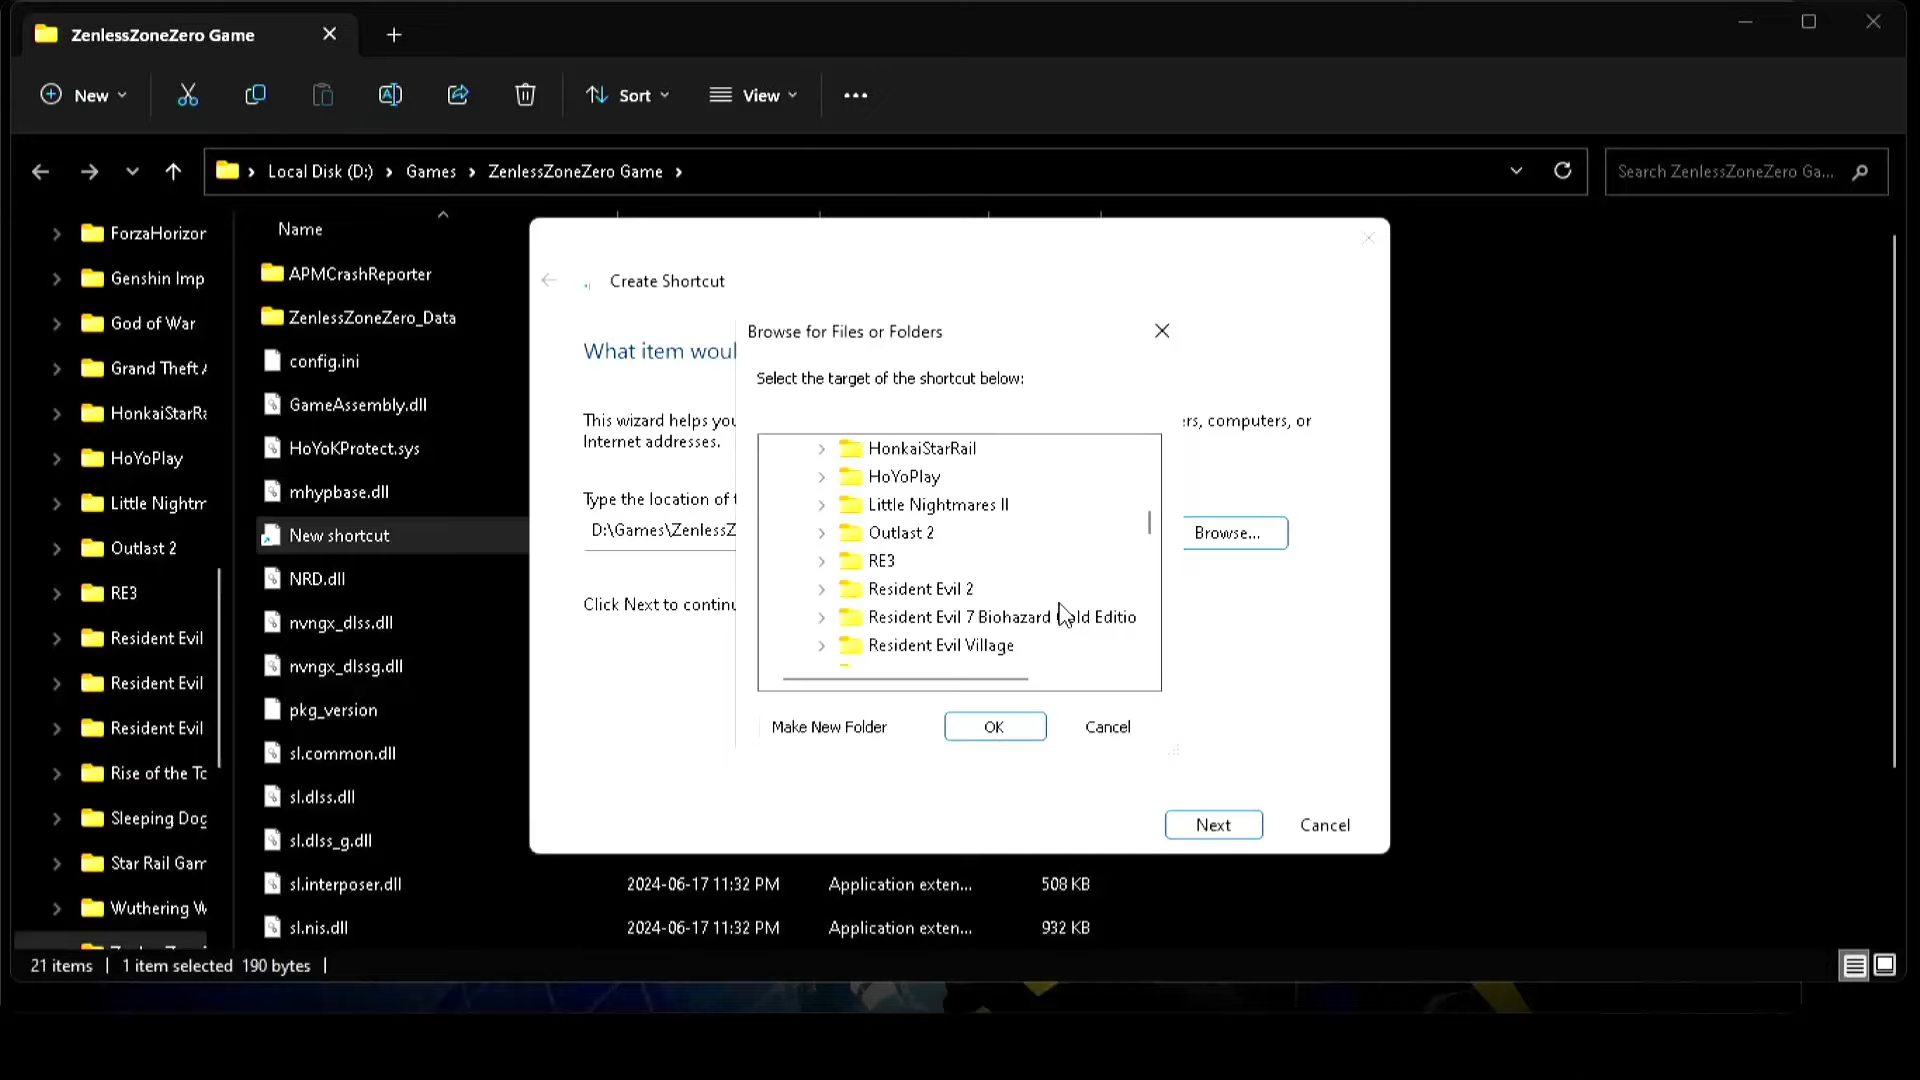 ZenlessZoneZero Game
New
Sort
View
Local Disk (D:)
Games
ZenlessZoneZero Game
Search ZenlessZoneZero Ga...
ForzaHorizor
Genshin Imp
God of War
Grand Theft A
HonkaiStarRa
HoYoPlay
Little Nightm
Outlast 2
RE3
Resident Evil
Resident Evil
Resident Evil
Rise of the To
Sleeping Dog
Star Rail Gam
Wuthering W
Name
APMCrashReporter
ZenlessZoneZero_Data
config.ini
GameAssembly.dll
HoYoKProtect.sys
mhypbase.dll
New shortcut
NRD.dll
nvngx_dlss.dll
nvngx_dlssg.dll
pkg_version
sl.common.dll
sl.dlss.dll
sl.dlss_g.dll
sl.interposer.dll 2024-06-17 11:32 PM Application exten... 508 KB
sl.nis.dll 2024-06-17 11:32 PM Application exten... 932 KB
Create Shortcut
What item woul
This wizard helps you
rs, computers, or
Internet addresses.
Type the location of t
D:\Games\ZenlessZ
Browse...
Click Next to continu
Next
Cancel
Browse for Files or Folders
Select the target of the shortcut below:
HonkaiStarRail
HoYoPlay
Little Nightmares II
Outlast 2
RE3
Resident Evil 2
Resident Evil 7 Biohazard ld Editio
Resident Evil Village
Make New Folder
OK
Cancel
21 items
1 item selected 190 bytes